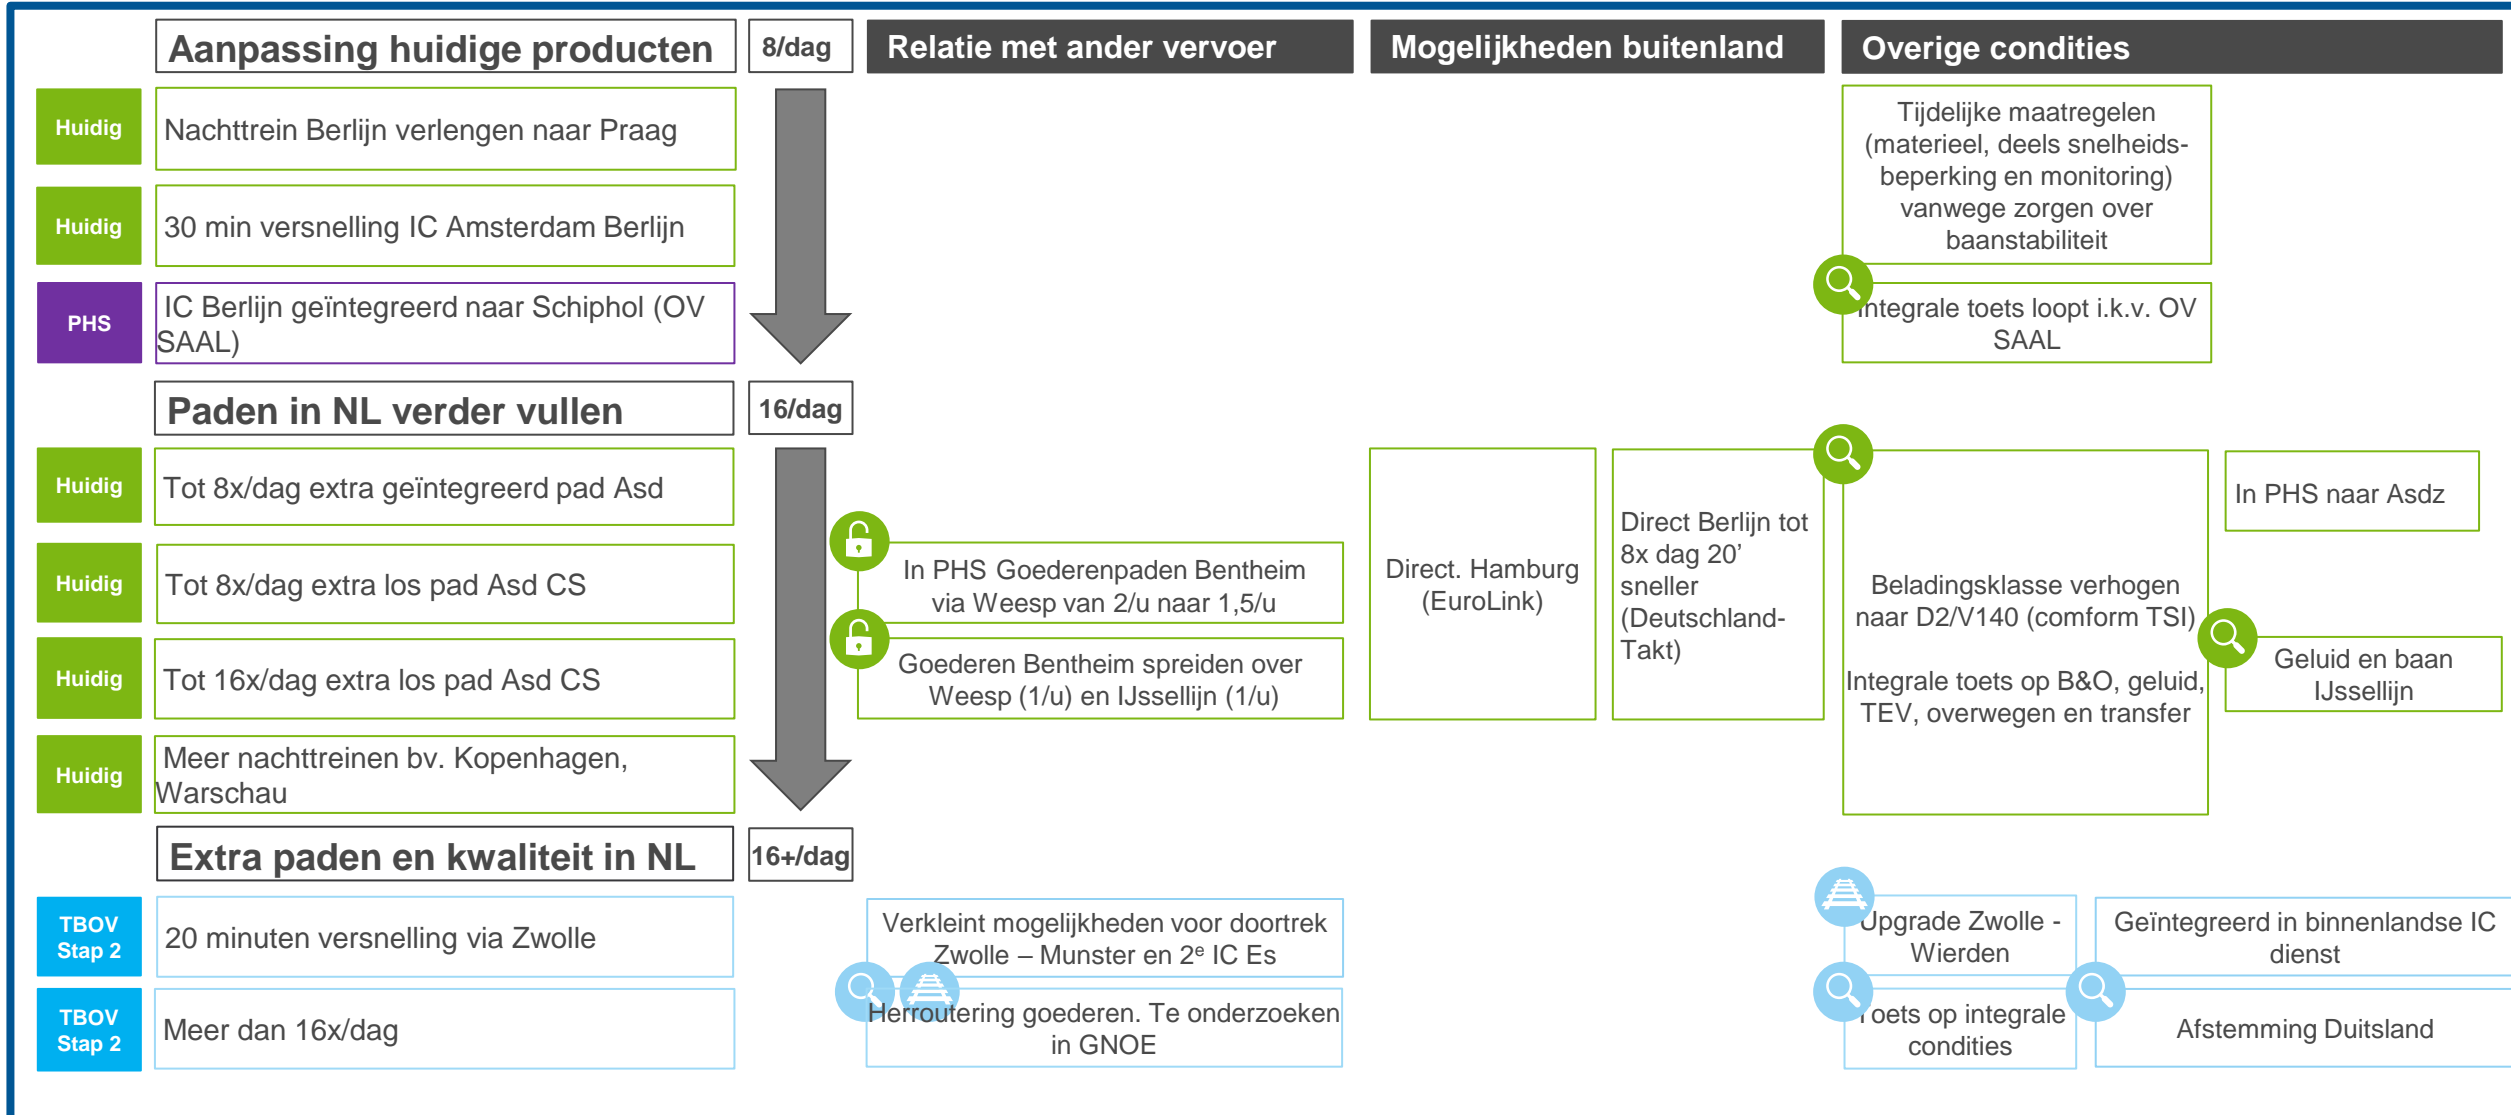 Aanpassing huidige producten
8/dag
Relatie met ander vervoer
Mogelijkheden buitenland
Overige condities
Huidig
Nachttrein Berlijn verlengen naar Praag
Tijdelijke maatregelen
(materieel, deels snelheids-
beperking en monitoring)
vanwege zorgen over
baanstabiliteit
Huidig
30 min versnelling IC Amsterdam Berlijn
PHS
IC Berlijn geïntegreerd naar Schiphol (OV
SAAL)
Integrale toets loopt i.k.v. OV
SAAL
Paden in NL verder vullen
16/dag
Huidig
Tot 8x/dag extra geïntegreerd pad Asd
In PHS naar Asdz
Huidig
Tot 8x/dag extra los pad Asd CS
In PHS Goederenpaden Bentheim
via Weesp van 2/u naar 1,5/u
Direct. Hamburg
(EuroLink)
Direct Berlijn tot
8x dag 20’
sneller
(Deutschland-
Takt)
Beladingsklasse verhogen
naar D2/V140 (comform TSI)
Integrale toets op B&O, geluid,
TEV, overwegen en transfer
Huidig
Tot 16x/dag extra los pad Asd CS
Goederen Bentheim spreiden over
Weesp (1/u) en IJssellijn (1/u)
Geluid en baan
IJssellijn
Huidig
Meer nachttreinen bv. Kopenhagen,
Warschau
Extra paden en kwaliteit in NL
16+/dag
TBOV
Stap 2
20 minuten versnelling via Zwolle
Verkleint mogelijkheden voor doortrek
Zwolle – Munster en 2e IC Es
Upgrade Zwolle -
Wierden
Geïntegreerd in binnenlandse IC
dienst
TBOV
Stap 2
Meer dan 16x/dag
Herroutering goederen. Te onderzoeken
in GNOE
Toets op integrale
condities
Afstemming Duitsland